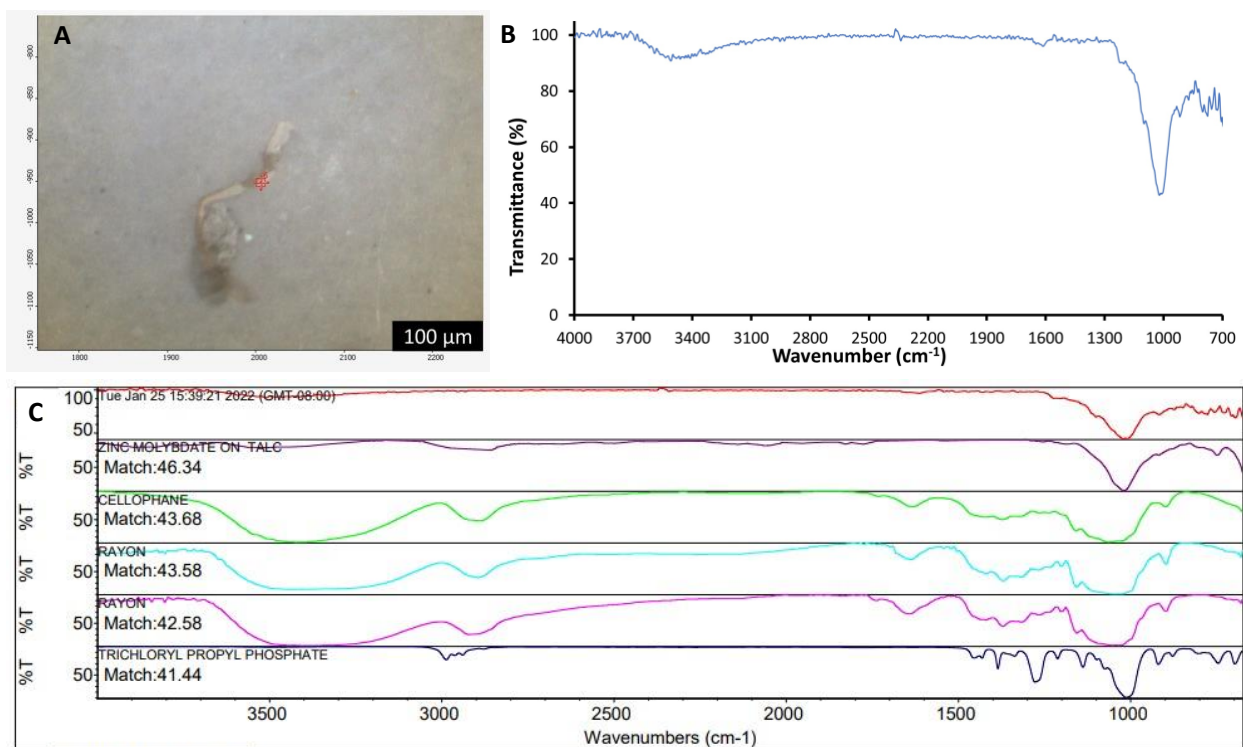 A
-800
-850
-900
-950
-1000
-1050
-1100
-1150
1800
1900
2000
2100
2200
100 µm
B
Transmittance (%)
100
80
60
40
20
0
4000 3700 3400 3100 2800 2500 2200 1900 1600 1300 1000 700
Wavenumber (cm-1)
C
Tue Jan 25 15:39:21 2022 (GMT-08:00)
100
50
%T
ZINC MOLYBDATE ON TALC
Match:46.34
50
%T
CELLOPHANE
Match:43.68
50
%T
RAYON
Match:43.58
50
%T
RAYON
Match:42.58
50
%T
TRICHLORYL PROPYL PHOSPHATE
Match:41.44
50
3500 3000 2500 2000 1500 1000
Wavenumbers (cm-1)